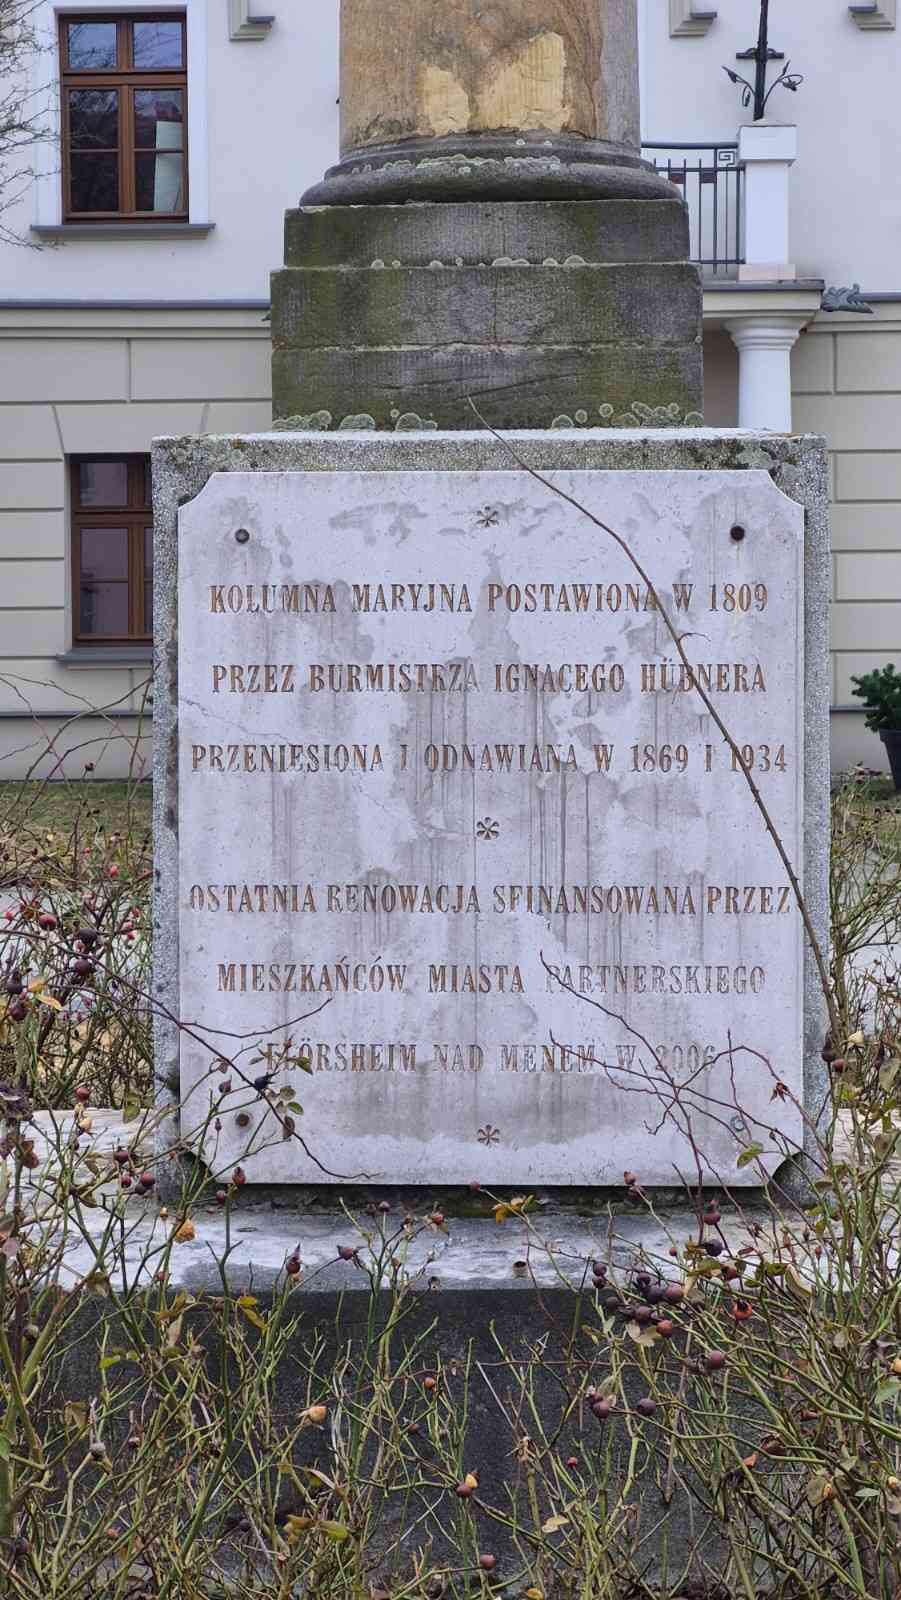 *
KOLUMNA MARYJNA POSTAWIONA W 1809
PRZEZ BURMISTRZA IGNACEGO HÜBNERA
PRZENIESIONA I ODNAWIANA W 1869 I 1934
*
OSTATNIA RENOWACJA SFINANSOWANA PRZEZ
MIESZKAŃCÓW MIASTA PARTNERSKIEGO
FLÖRSHEIM NAD MENEM W 2006
*